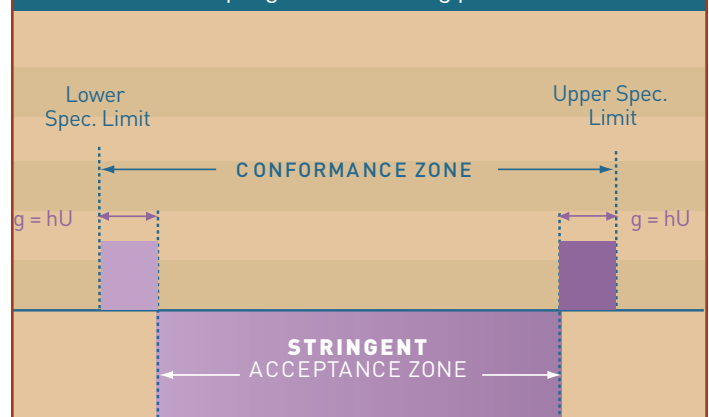 Lower
Spec. Limit
Upper Spec.
Limit
CONFORMANCE ZONE
g = hU
g = hU
STRINGENT
ACCEPTANCE ZONE